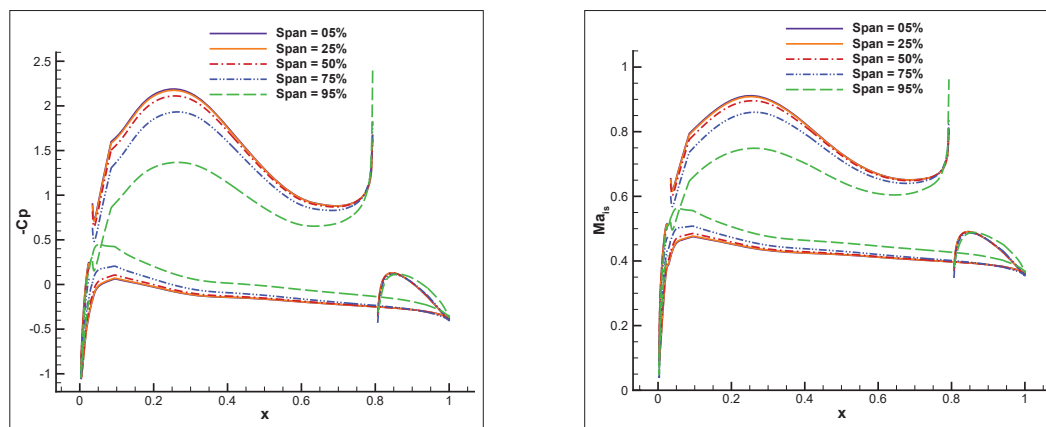 Span = 05%
Span = 25%
Span = 50%
Span = 75%
Span = 95%
2.5
2
1.5
1
0.5
0
-0.5
-1
-Cp
0 0.2 0.4 0.6 0.8 1
x
Span = 05%
Span = 25%
Span = 50%
Span = 75%
Span = 95%
1
0.8
0.6
0.4
0.2
0
Ma_is
0 0.2 0.4 0.6 0.8 1
x